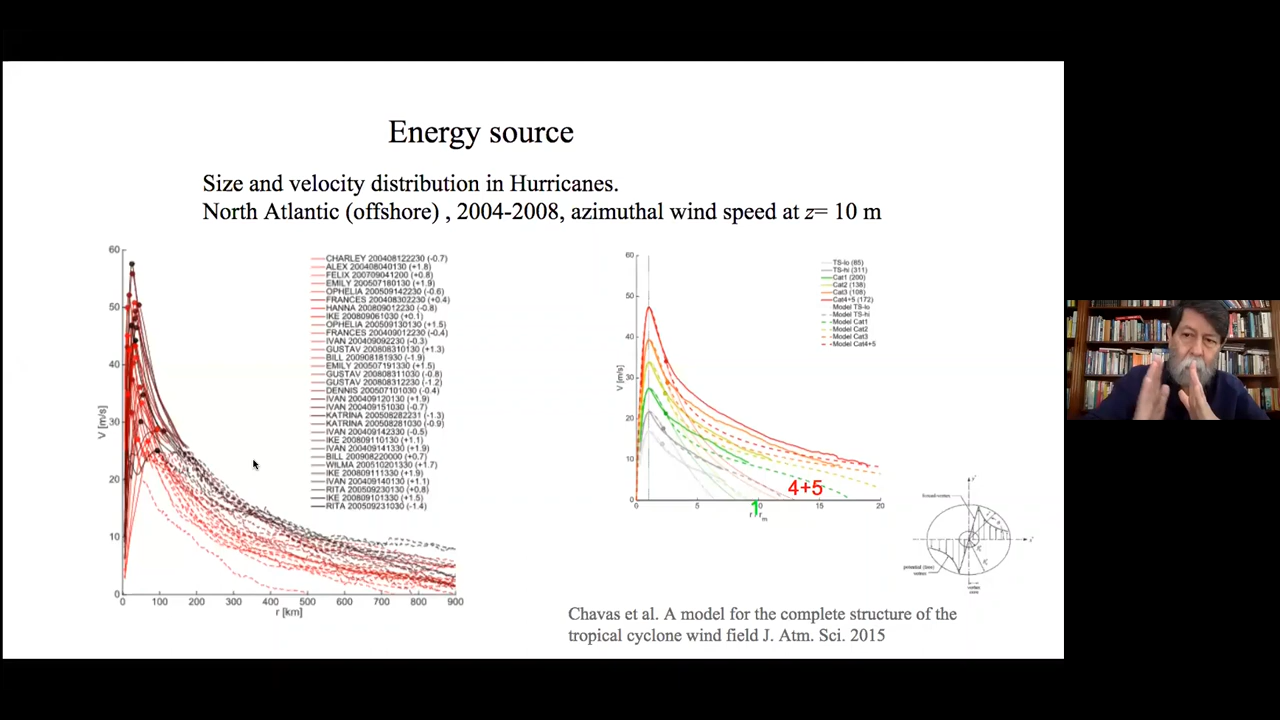 Energy source
Size and velocity distribution in Hurricanes.
North Atlantic (offshore) , 2004-2008, azimuthal wind speed at z= 10 m
60
50
40
30
20
10
0
V [m/s]
0 100 200 300 400 500 600 700 800 900
r [km]
CHARLEY 200408122230 (-0.7)
ALEX 200408040130 (+1.8)
FELIX 200709041200 (+0.8)
EMILY 200507180130 (+1.9)
OPHELIA 200509142230 (-0.6)
FRANCES 200408302230 (+0.4)
HANNA 200809012230 (-0.8)
IKE 200809061030 (+0.1)
OPHELIA 200509130130 (+1.5)
FRANCES 200409012230 (-0.4)
IVAN 200409092230 (-0.3)
GUSTAV 200808310130 (+1.3)
BILL 200908181930 (-1.9)
EMILY 200507191330 (+1.5)
GUSTAV 200808311030 (-0.8)
GUSTAV 200808312230 (-1.2)
DENNIS 200507101030 (-0.4)
IVAN 200409120130 (+1.9)
IVAN 200409151030 (-0.7)
KATRINA 200508282231 (-1.3)
KATRINA 200508281030 (-0.9)
IVAN 200409142230 (-0.5)
IKE 200809110130 (+1.1)
IVAN 200409141330 (+1.9)
BILL 200908220000 (+0.7)
WILMA 200510201330 (+1.7)
IKE 200809111330 (+1.9)
IVAN 200409140130 (+1.1)
RITA 200509230130 (+0.8)
IKE 200809101330 (+1.5)
RITA 200509231030 (-1.4)
60
50
40
30
20
10
0
V [m/s]
0 5 10 15 20
r / rm
TS-lo (85)
TS-hi (311)
Cat1 (200)
Cat2 (138)
Cat3 (108)
Cat4+5 (172)
Model TS-lo
Model TS-hi
Model Cat1
Model Cat2
Model Cat3
Model Cat4+5
4+5
1
forced vortex
potential (free)
vortex
vortex
core
Chavas et al. A model for the complete structure of the
tropical cyclone wind field J. Atm. Sci. 2015